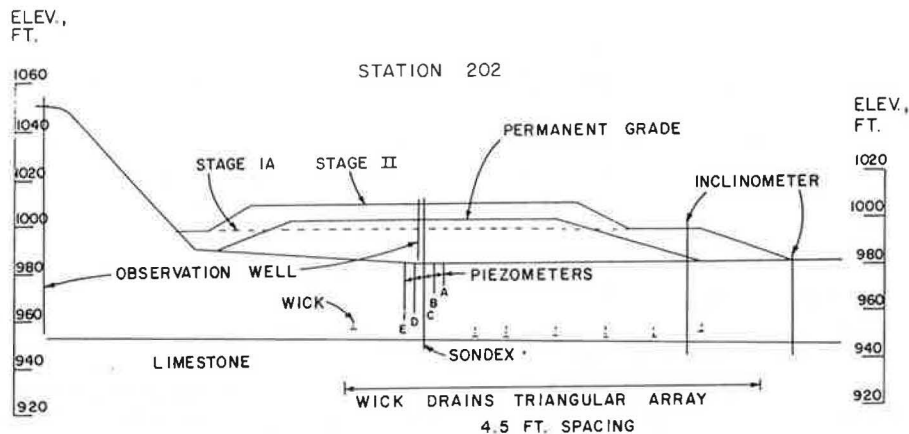 ELEV.,
FT.
STATION 202
1060
1040
1020
1000
980
960
940
920
ELEV.,
FT.
1020
1000
980
960
940
920
PERMANENT GRADE
STAGE IA
STAGE II
INCLINOMETER
OBSERVATION WELL
PIEZOMETERS
WICK
A
B
C
D
E
LIMESTONE
SONDEX
WICK DRAINS TRIANGULAR ARRAY
4.5 FT. SPACING